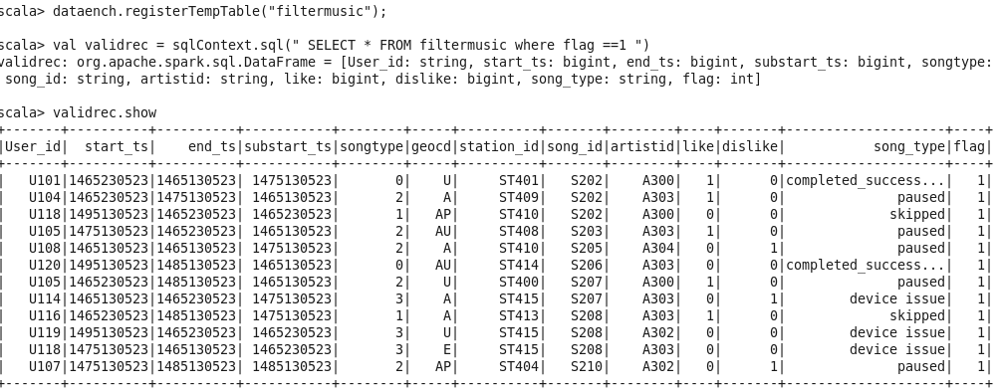 scala> dataench.registerTempTable("filtermusic");
scala> val validrec = sqlContext.sql(" SELECT * FROM filtermusic where flag ==1 ")
validrec: org.apache.spark.sql.DataFrame = [User_id: string, start_ts: bigint, end_ts: bigint, substart_ts: bigint, songtype:
song_id: string, artistid: string, like: bigint, dislike: bigint, song_type: string, flag: int]
scala> validrec.show
+-------+----------+----------+-----------+--------+-----+----------+-------+--------+----+-------+--------------------+----+
|User_id|  start_ts|    end_ts|substart_ts|songtype|geocd|station_id|song_id|artistid|like|dislike|           song_type|flag|
+-------+----------+----------+-----------+--------+-----+----------+-------+--------+----+-------+--------------------+----+
|   U101|1465230523|1465130523| 1475130523|       0|    U|     ST401|   S202|    A300|   1|      0|completed_success...|   1|
|   U104|1465230523|1475130523| 1465130523|       2|    A|     ST409|   S202|    A303|   1|      0|              paused|   1|
|   U118|1495130523|1465230523| 1465230523|       1|   AP|     ST410|   S202|    A300|   0|      0|             skipped|   1|
|   U105|1475130523|1465230523| 1465130523|       2|   AU|     ST408|   S203|    A303|   1|      0|              paused|   1|
|   U108|1465130523|1465130523| 1475130523|       2|    A|     ST410|   S205|    A304|   0|      1|              paused|   1|
|   U120|1495130523|1485130523| 1465130523|       0|   AU|     ST414|   S206|    A303|   0|      0|completed_success...|   1|
|   U105|1465230523|1485130523| 1465130523|       2|    U|     ST400|   S207|    A300|   1|      0|              paused|   1|
|   U114|1465130523|1465230523| 1475130523|       3|    A|     ST415|   S207|    A303|   0|      1|        device issue|   1|
|   U116|1465230523|1485130523| 1475130523|       1|    A|     ST413|   S208|    A303|   1|      0|             skipped|   1|
|   U119|1495130523|1465230523| 1465230523|       3|    U|     ST415|   S208|    A302|   0|      0|        device issue|   1|
|   U118|1475130523|1465130523| 1465230523|       3|    E|     ST415|   S208|    A303|   0|      0|        device issue|   1|
|   U107|1475130523|1485130523| 1485130523|       2|   AP|     ST404|   S210|    A302|   0|      1|              paused|   1|
+-------+----------+----------+-----------+--------+-----+----------+-------+--------+----+-------+--------------------+----+